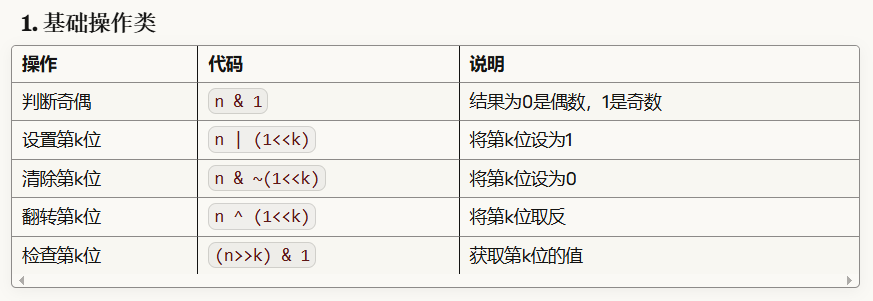 1. 基础操作类
操作 代码 说明
判断奇偶 n & 1 结果为0是偶数，1是奇数
设置第k位 n | (1<<k) 将第k位设为1
清除第k位 n & ~(1<<k) 将第k位设为0
翻转第k位 n ^ (1<<k) 将第k位取反
检查第k位 (n>>k) & 1 获取第k位的值